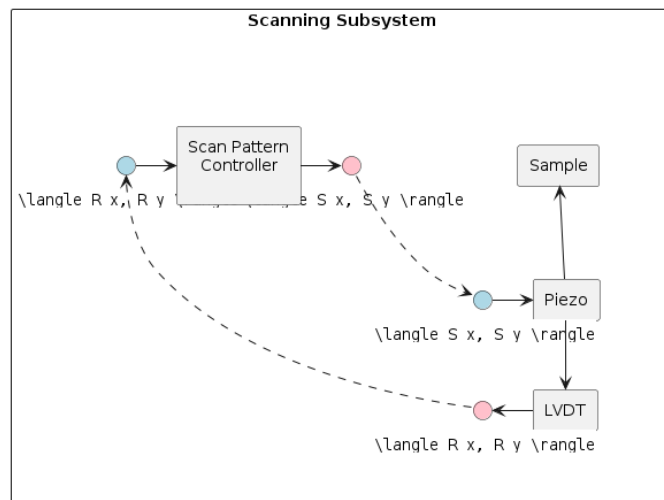 Scanning Subsystem
Scan Pattern
Controller
Sample
\langle R x, R y \
S x, S y \rangle
Piezo
\langle S x, S y \rangle
LVDT
\langle R x, R y \rangle